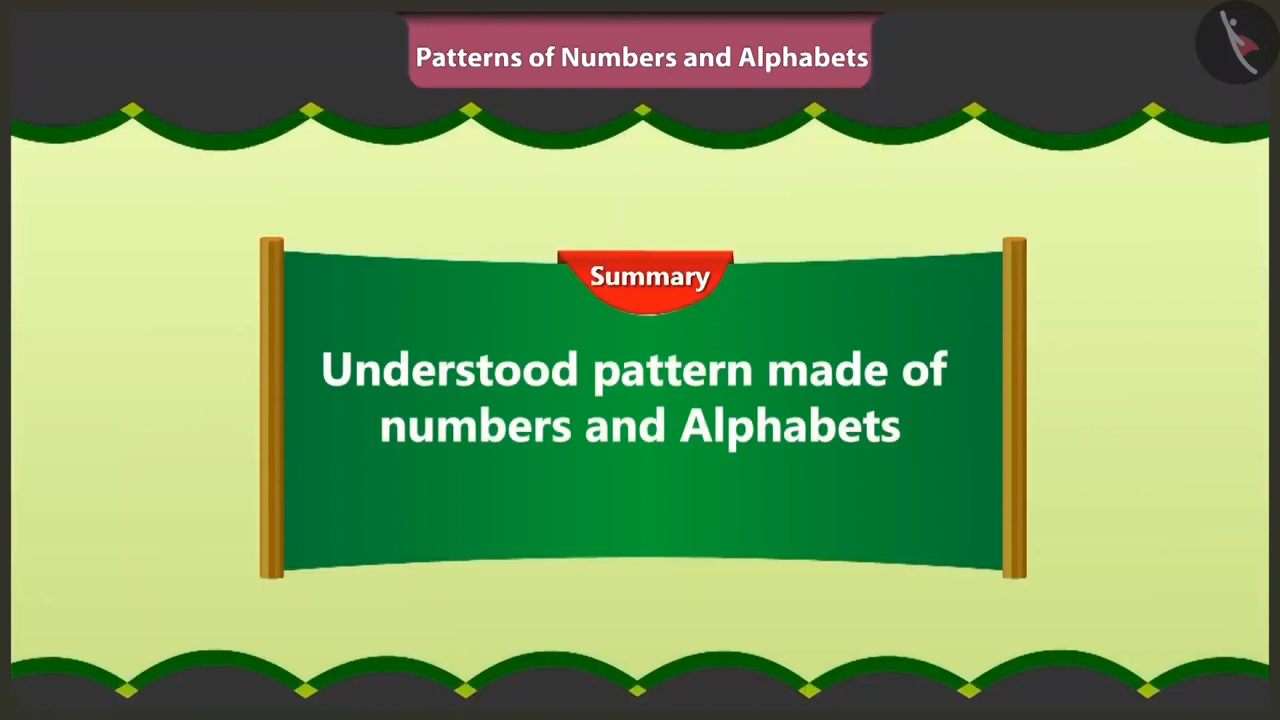 Patterns of Numbers and Alphabets
Summary
Understood pattern made of
numbers and Alphabets